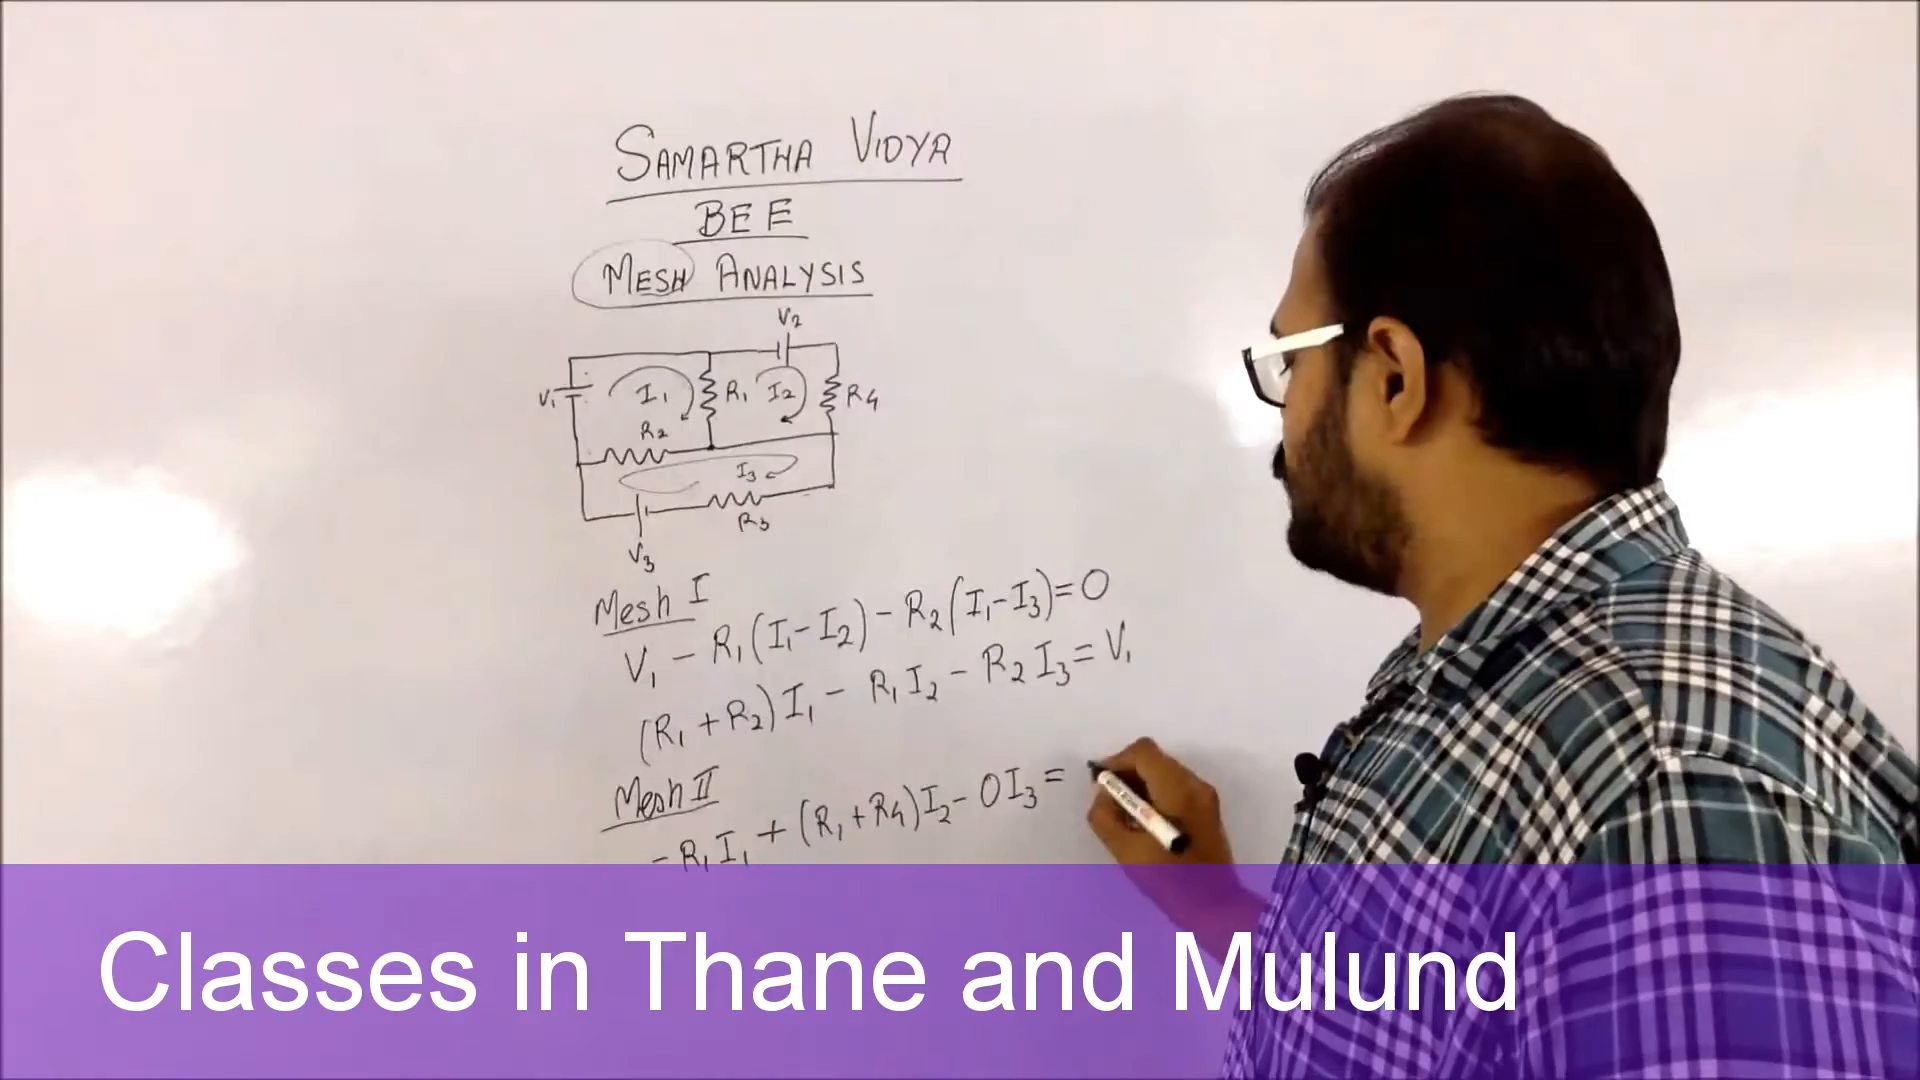 SAMARTHA VIDYA
BEE
MESH ANALYSIS
V2
V1
I1
R1
I2
R4
R2
I3
R3
V3
Mesh I
V1 - R1(I1-I2) - R2(I1-I3)=0
(R1+R2)I1 - R1I2 - R2I3=V1
Mesh II
-R1I1 + (R1+R4)I2 - 0I3 =
Classes in Thane and Mulund